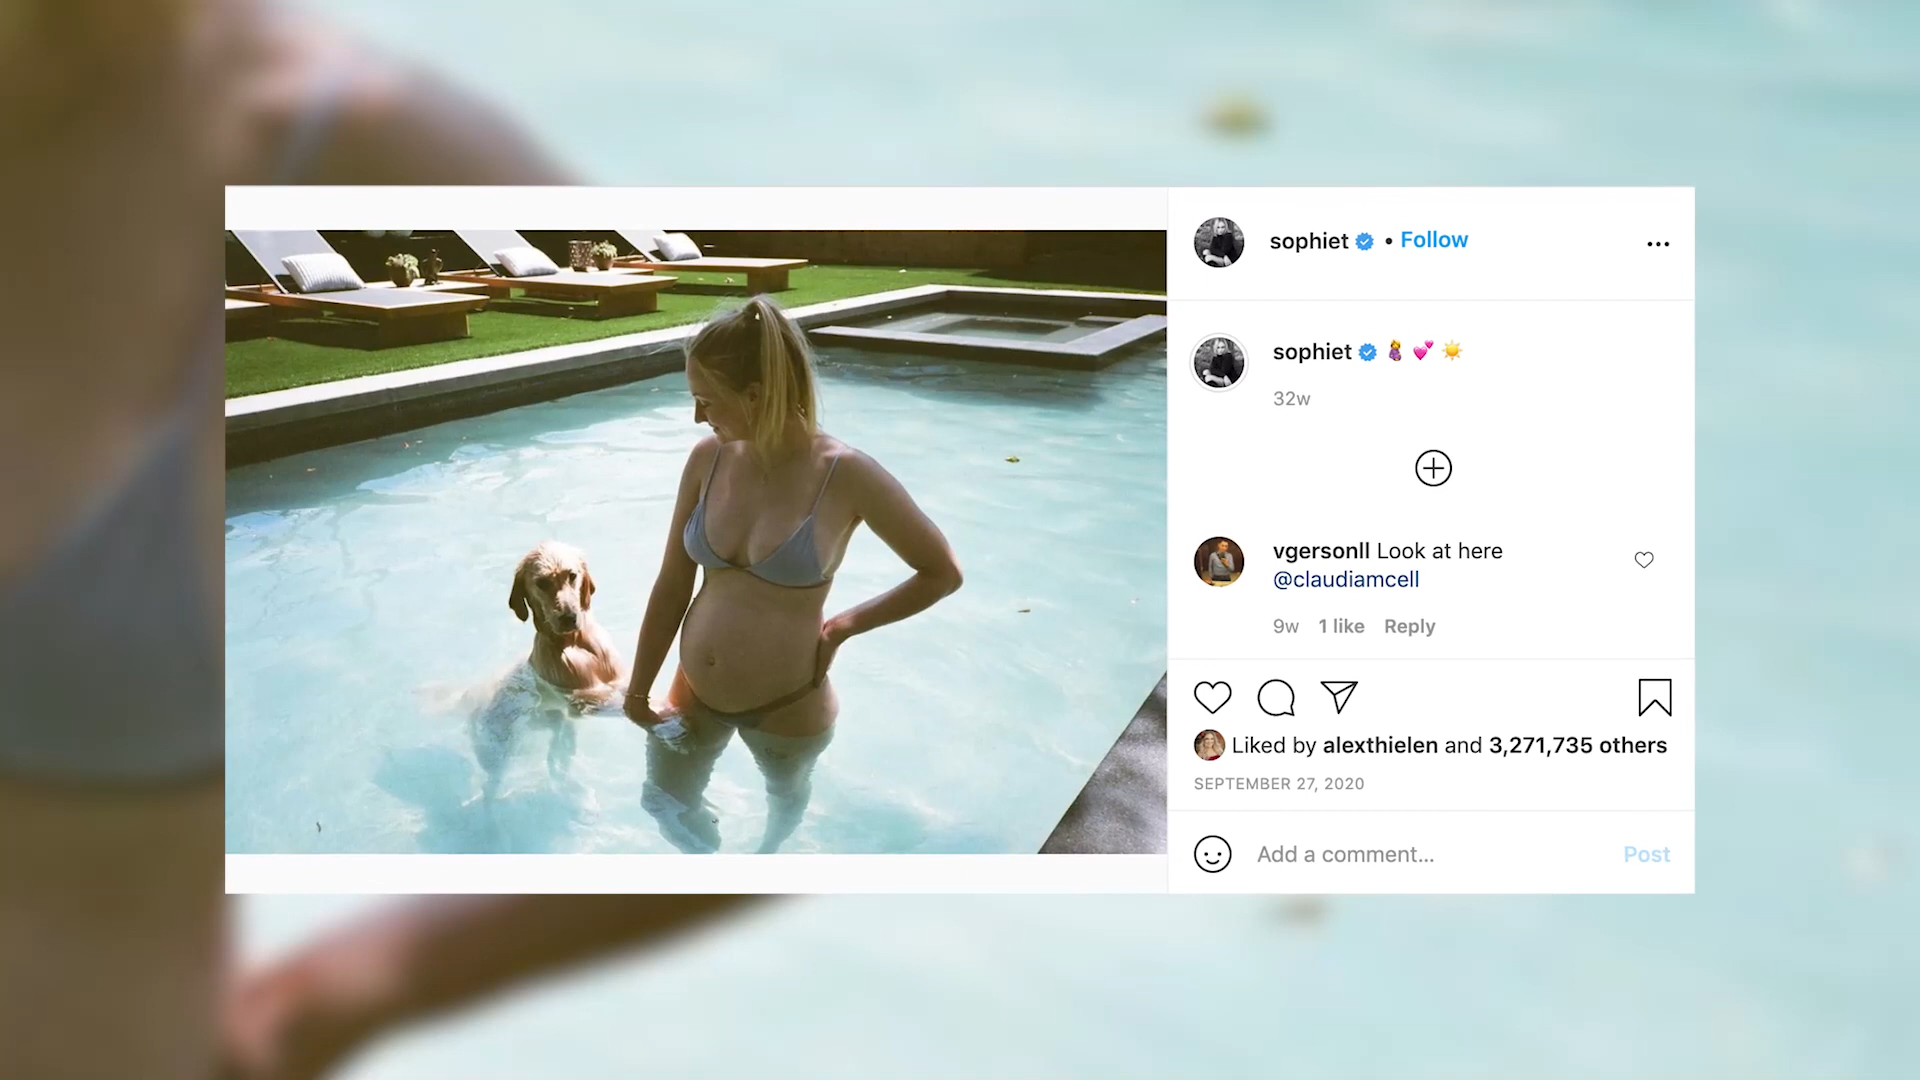 sophiet • Follow
sophiet 🤰💕☀️
32w
vgersonll Look at here
@claudiamcell
9w 1 like Reply
Liked by alexthielen and 3,271,735 others
SEPTEMBER 27, 2020
Add a comment... Post